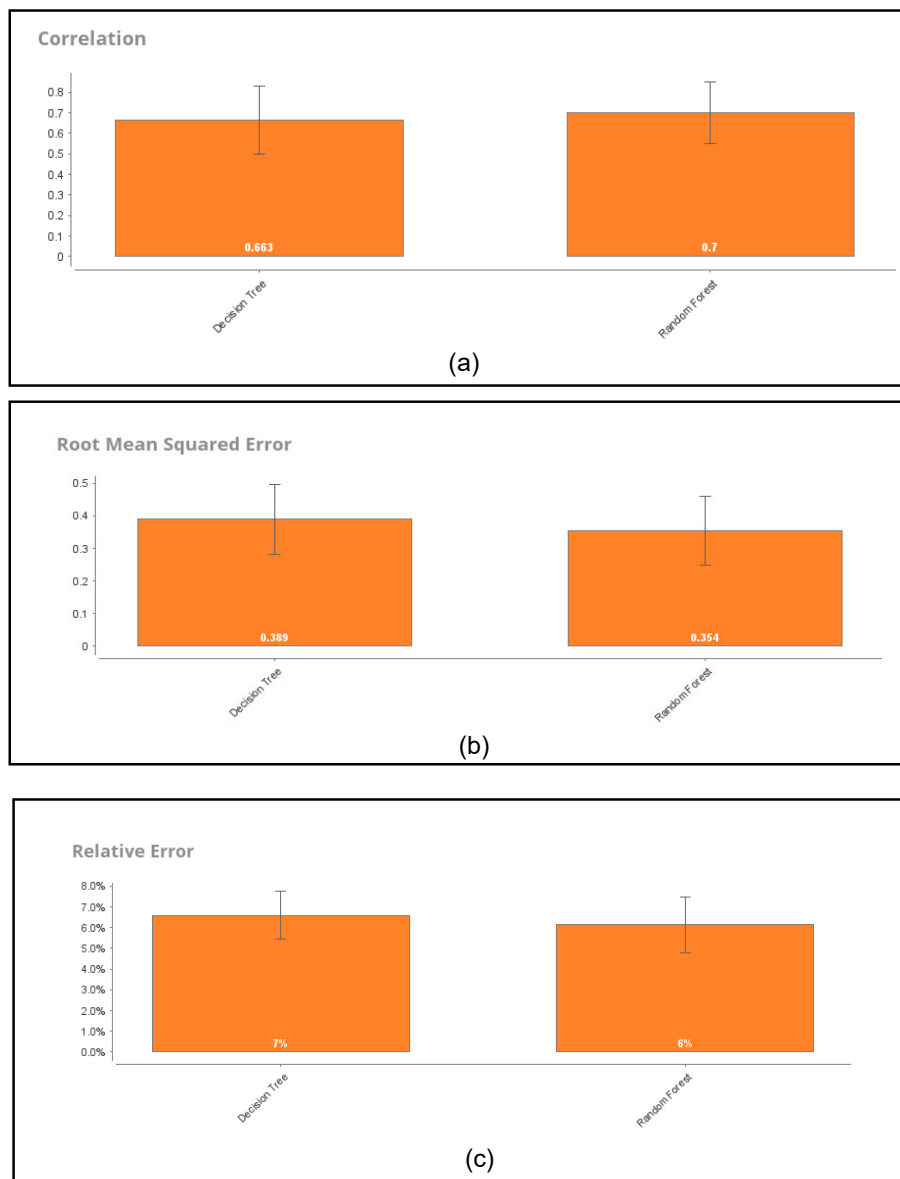 Correlation
0.8
0.7
0.6
0.5
0.4
0.3
0.2
0.1
0
0.663
0.7
Decision Tree
Random Forest
(a)
Root Mean Squared Error
0.5
0.4
0.3
0.2
0.1
0
0.389
0.354
Decision Tree
Random Forest
(b)
Relative Error
8.0%
7.0%
6.0%
5.0%
4.0%
3.0%
2.0%
1.0%
0.0%
7%
6%
Decision Tree
Random Forest
(c)